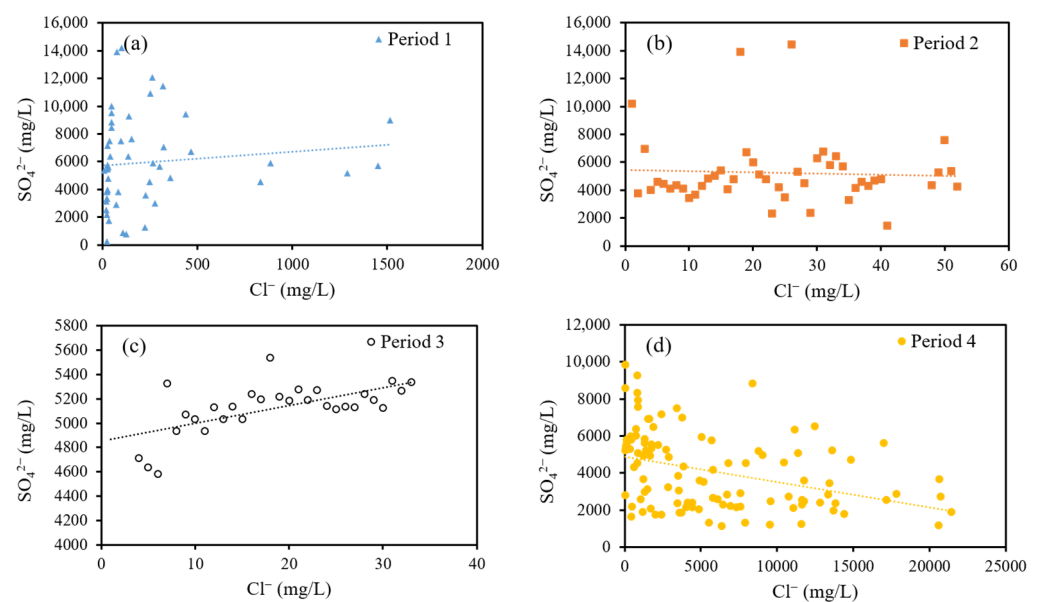 16,000
14,000
12,000
10,000
8000
6000
4000
2000
0
SO₄²⁻ (mg/L)
(a)
Period 1
0 500 1000 1500 2000
Cl⁻ (mg/L)
16,000
14,000
12,000
10,000
8000
6000
4000
2000
0
SO₄²⁻ (mg/L)
(b)
Period 2
0 10 20 30 40 50 60
Cl⁻ (mg/L)
5800
5600
5400
5200
5000
4800
4600
4400
4200
4000
SO₄²⁻ (mg/L)
(c)
Period 3
0 10 20 30 40
Cl⁻ (mg/L)
12,000
10,000
8000
6000
4000
2000
0
SO₄²⁻ (mg/L)
(d)
Period 4
0 5000 10000 15000 20000 25000
Cl⁻ (mg/L)